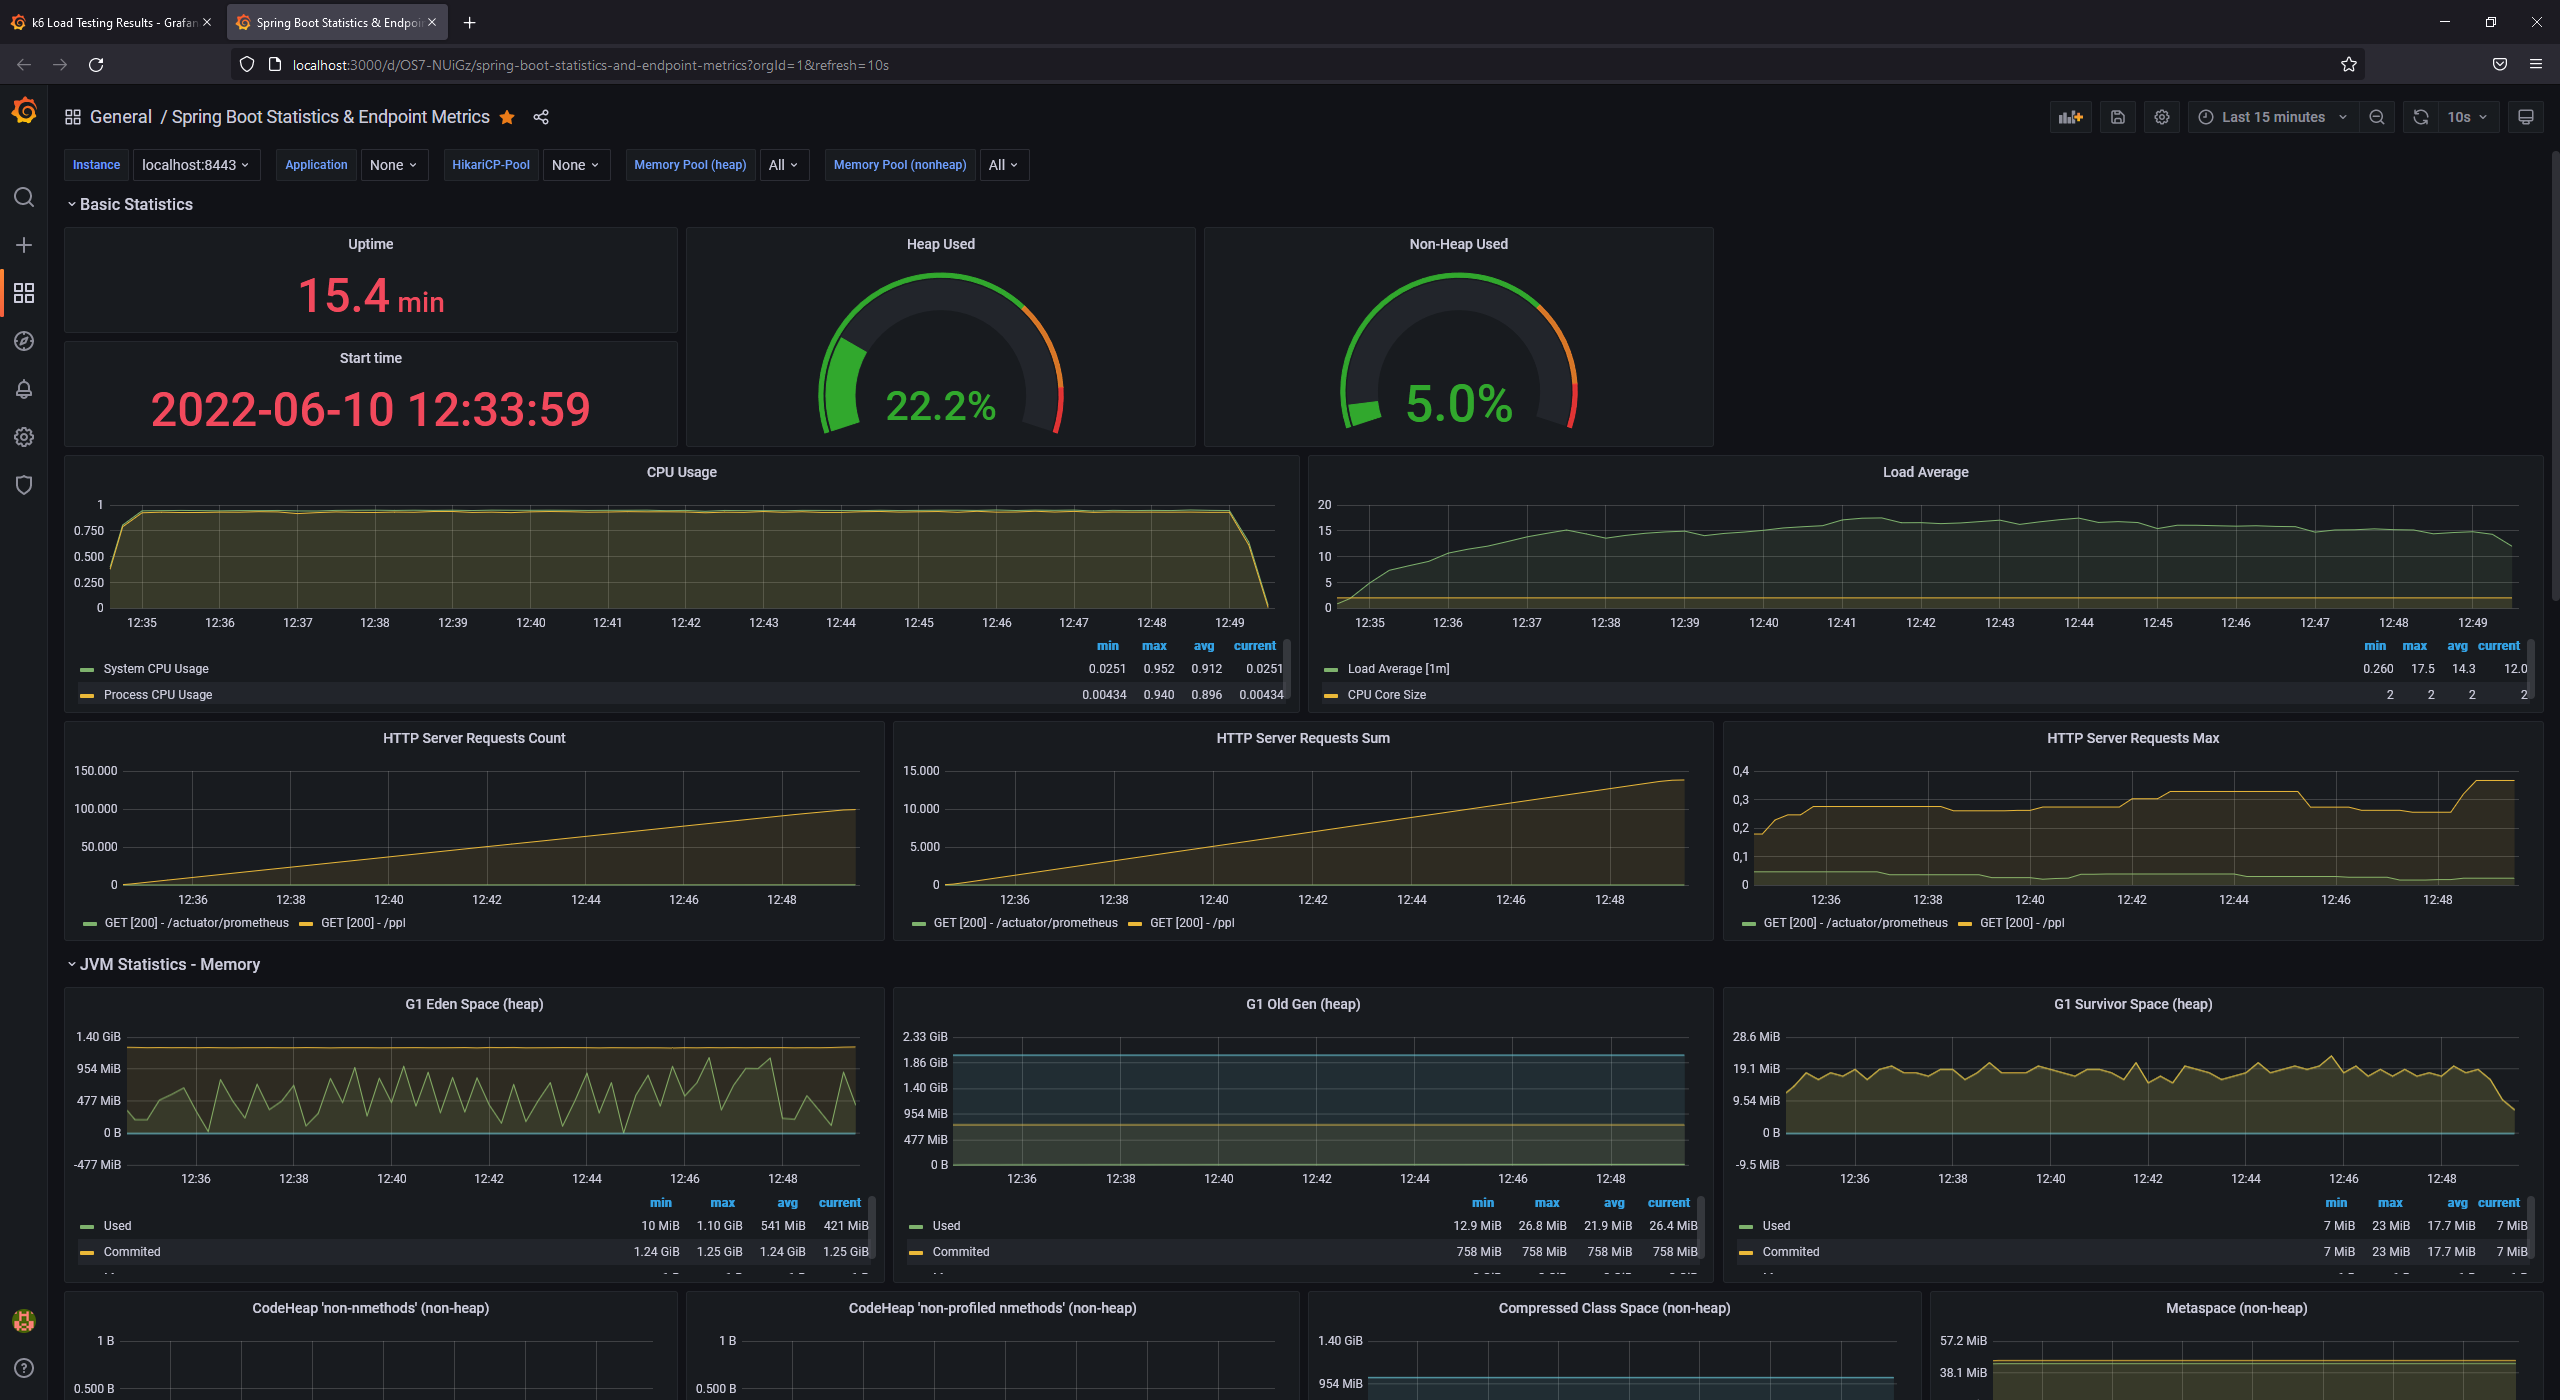 k6 Load Testing Results - Grafan
Spring Boot Statistics & Endpoi
localhost:3000/d/OS7-NUiGz/spring-boot-statistics-and-endpoint-metrics?orgId=1&refresh=10s
General / Spring Boot Statistics & Endpoint Metrics
Last 15 minutes
10s
Instance localhost:8443 Application None HikariCP-Pool None Memory Pool (heap) All Memory Pool (nonheap) All
Basic Statistics
Uptime
15.4 min
Start time
2022-06-10 12:33:59
Heap Used
22.2%
Non-Heap Used
5.0%
CPU Usage
1
0.750
0.500
0.250
0
12:35 12:36 12:37 12:38 12:39 12:40 12:41 12:42 12:43 12:44 12:45 12:46 12:47 12:48 12:49
min max avg current
System CPU Usage 0.0251 0.952 0.912 0.0251
Process CPU Usage 0.00434 0.940 0.896 0.00434
Load Average
20
15
10
5
0
12:35 12:36 12:37 12:38 12:39 12:40 12:41 12:42 12:43 12:44 12:45 12:46 12:47 12:48 12:49
min max avg current
Load Average [1m] 0.260 17.5 14.3 12.0
CPU Core Size 2 2 2 2
HTTP Server Requests Count
150.000
100.000
50.000
0
12:36 12:38 12:40 12:42 12:44 12:46 12:48
GET [200] - /actuator/prometheus GET [200] - /ppl
HTTP Server Requests Sum
15.000
10.000
5.000
0
12:36 12:38 12:40 12:42 12:44 12:46 12:48
GET [200] - /actuator/prometheus GET [200] - /ppl
HTTP Server Requests Max
0,4
0,3
0,2
0,1
0
12:36 12:38 12:40 12:42 12:44 12:46 12:48
GET [200] - /actuator/prometheus GET [200] - /ppl
JVM Statistics - Memory
G1 Eden Space (heap)
1.40 GiB
954 MiB
477 MiB
0 B
-477 MiB
12:36 12:38 12:40 12:42 12:44 12:46 12:48
min max avg current
Used 10 MiB 1.10 GiB 541 MiB 421 MiB
Commited 1.24 GiB 1.25 GiB 1.24 GiB 1.25 GiB
G1 Old Gen (heap)
2.33 GiB
1.86 GiB
1.40 GiB
954 MiB
477 MiB
0 B
12:36 12:38 12:40 12:42 12:44 12:46 12:48
min max avg current
Used 12.9 MiB 26.8 MiB 21.9 MiB 26.4 MiB
Commited 758 MiB 758 MiB 758 MiB 758 MiB
G1 Survivor Space (heap)
28.6 MiB
19.1 MiB
9.54 MiB
0 B
-9.5 MiB
12:36 12:38 12:40 12:42 12:44 12:46 12:48
min max avg current
Used 7 MiB 23 MiB 17.7 MiB 7 MiB
Commited 7 MiB 23 MiB 17.7 MiB 7 MiB
CodeHeap 'non-nmethods' (non-heap)
1 B
0.500 B
CodeHeap 'non-profiled nmethods' (non-heap)
1 B
0.500 B
Compressed Class Space (non-heap)
1.40 GiB
954 MiB
Metaspace (non-heap)
57.2 MiB
38.1 MiB